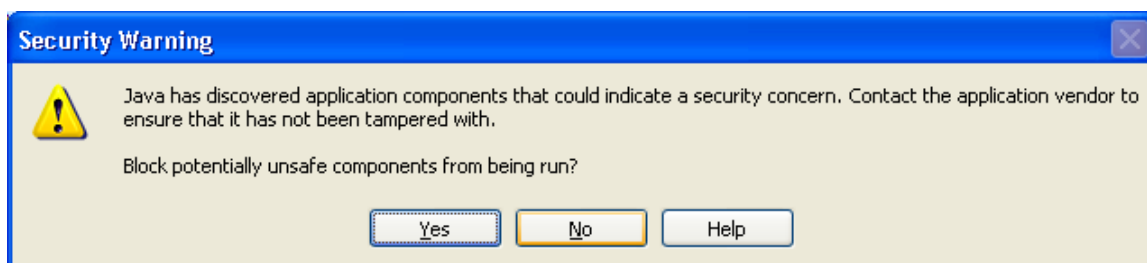 Security Warning
Java has discovered application components that could indicate a security concern. Contact the application vendor to
ensure that it has not been tampered with.
Block potentially unsafe components from being run?
Yes No Help